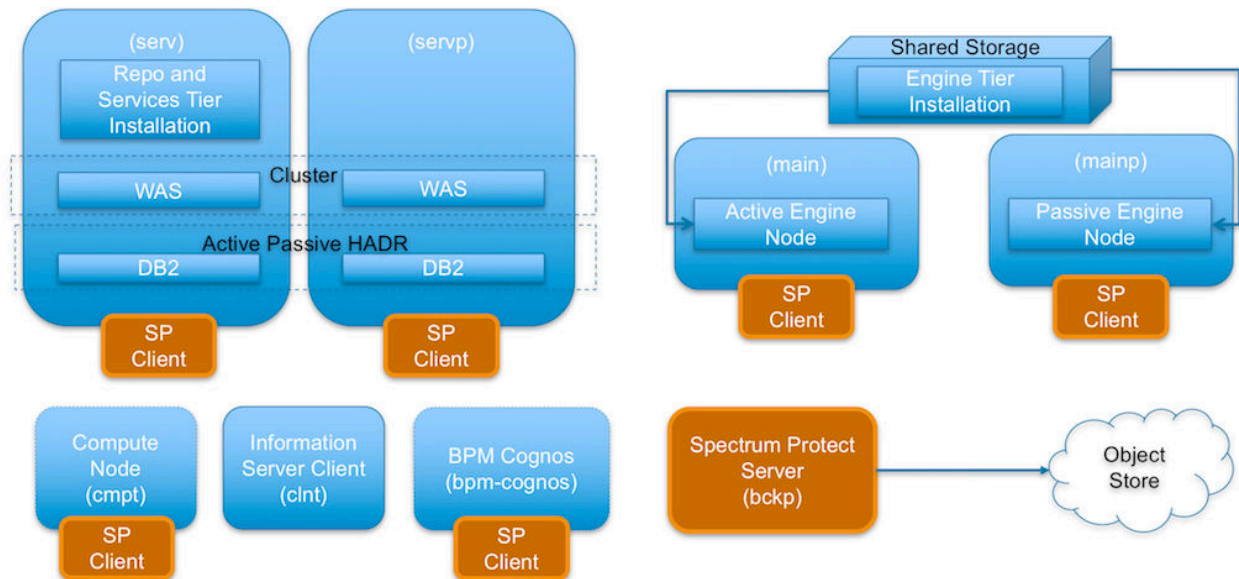 (serv)
Repo and
Services Tier
Installation
WAS
DB2
SP
Client
(servp)
Cluster
WAS
Active Passive HADR
DB2
SP
Client
Shared Storage
Engine Tier
Installation
(main)
Active Engine
Node
SP
Client
(mainp)
Passive Engine
Node
SP
Client
Compute
Node
(cmpt)
SP
Client
Information
Server Client
(clnt)
BPM Cognos
(bpm-cognos)
SP
Client
Spectrum Protect
Server
(bckp)
Object
Store